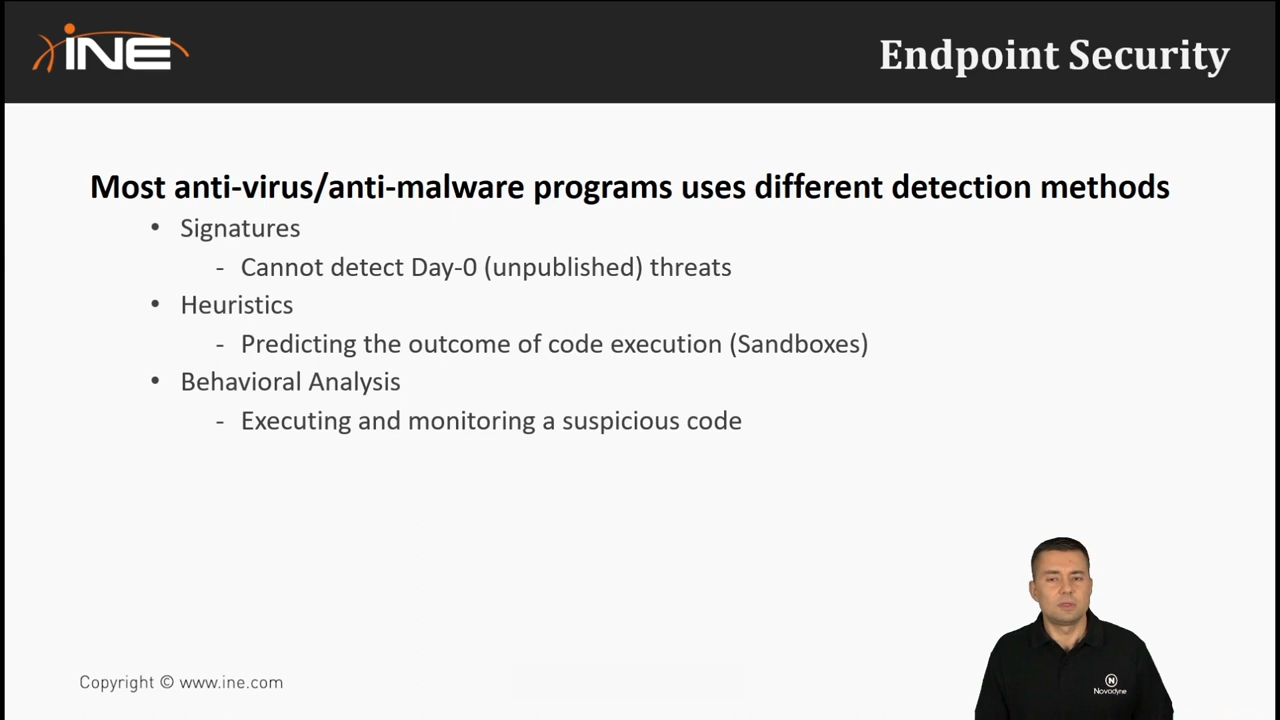 INE
Endpoint Security
Most anti-virus/anti-malware programs uses different detection methods
• Signatures
- Cannot detect Day-0 (unpublished) threats
• Heuristics
- Predicting the outcome of code execution (Sandboxes)
• Behavioral Analysis
- Executing and monitoring a suspicious code
Copyright © www.ine.com
N
Novadyne